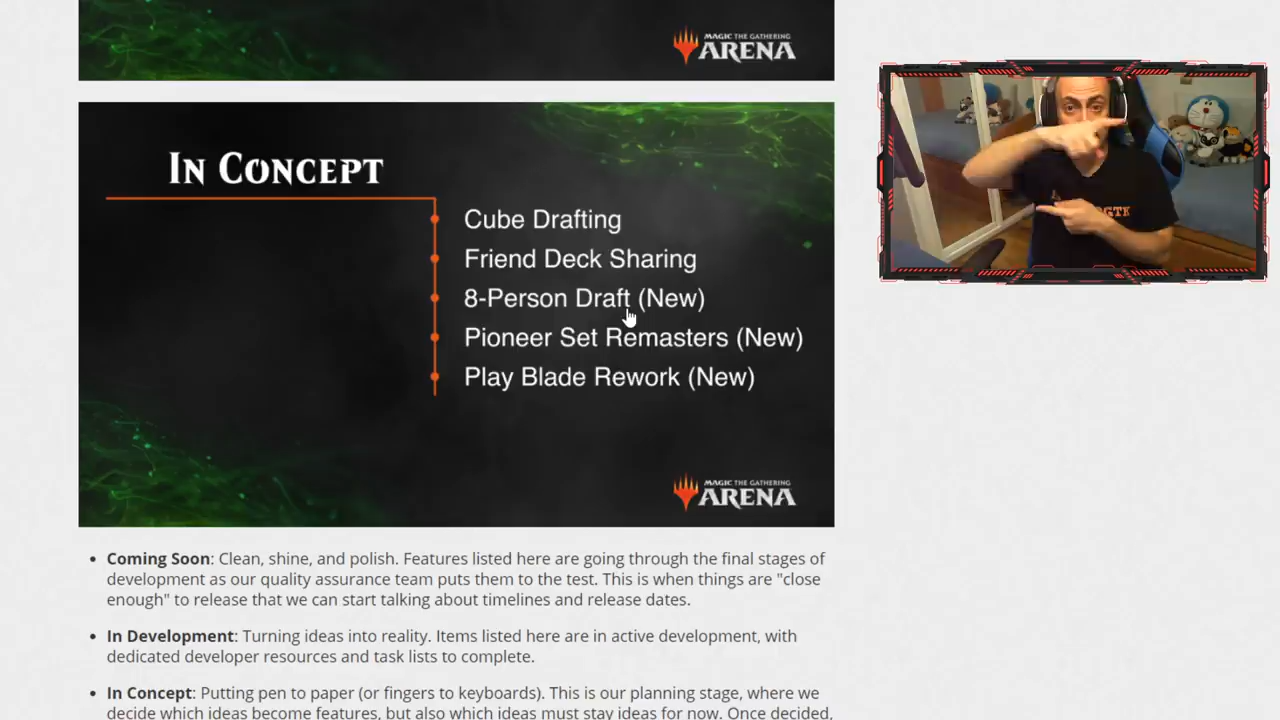 MAGIC THE GATHERING
ARENA
IN CONCEPT
Cube Drafting
Friend Deck Sharing
8-Person Draft (New)
Pioneer Set Remasters (New)
Play Blade Rework (New)
MAGIC THE GATHERING
ARENA
• Coming Soon: Clean, shine, and polish. Features listed here are going through the final stages of
development as our quality assurance team puts them to the test. This is when things are "close
enough" to release that we can start talking about timelines and release dates.
• In Development: Turning ideas into reality. Items listed here are in active development, with
dedicated developer resources and task lists to complete.
• In Concept: Putting pen to paper (or fingers to keyboards). This is our planning stage, where we
decide which ideas become features, but also which ideas must stay ideas for now. Once decided,